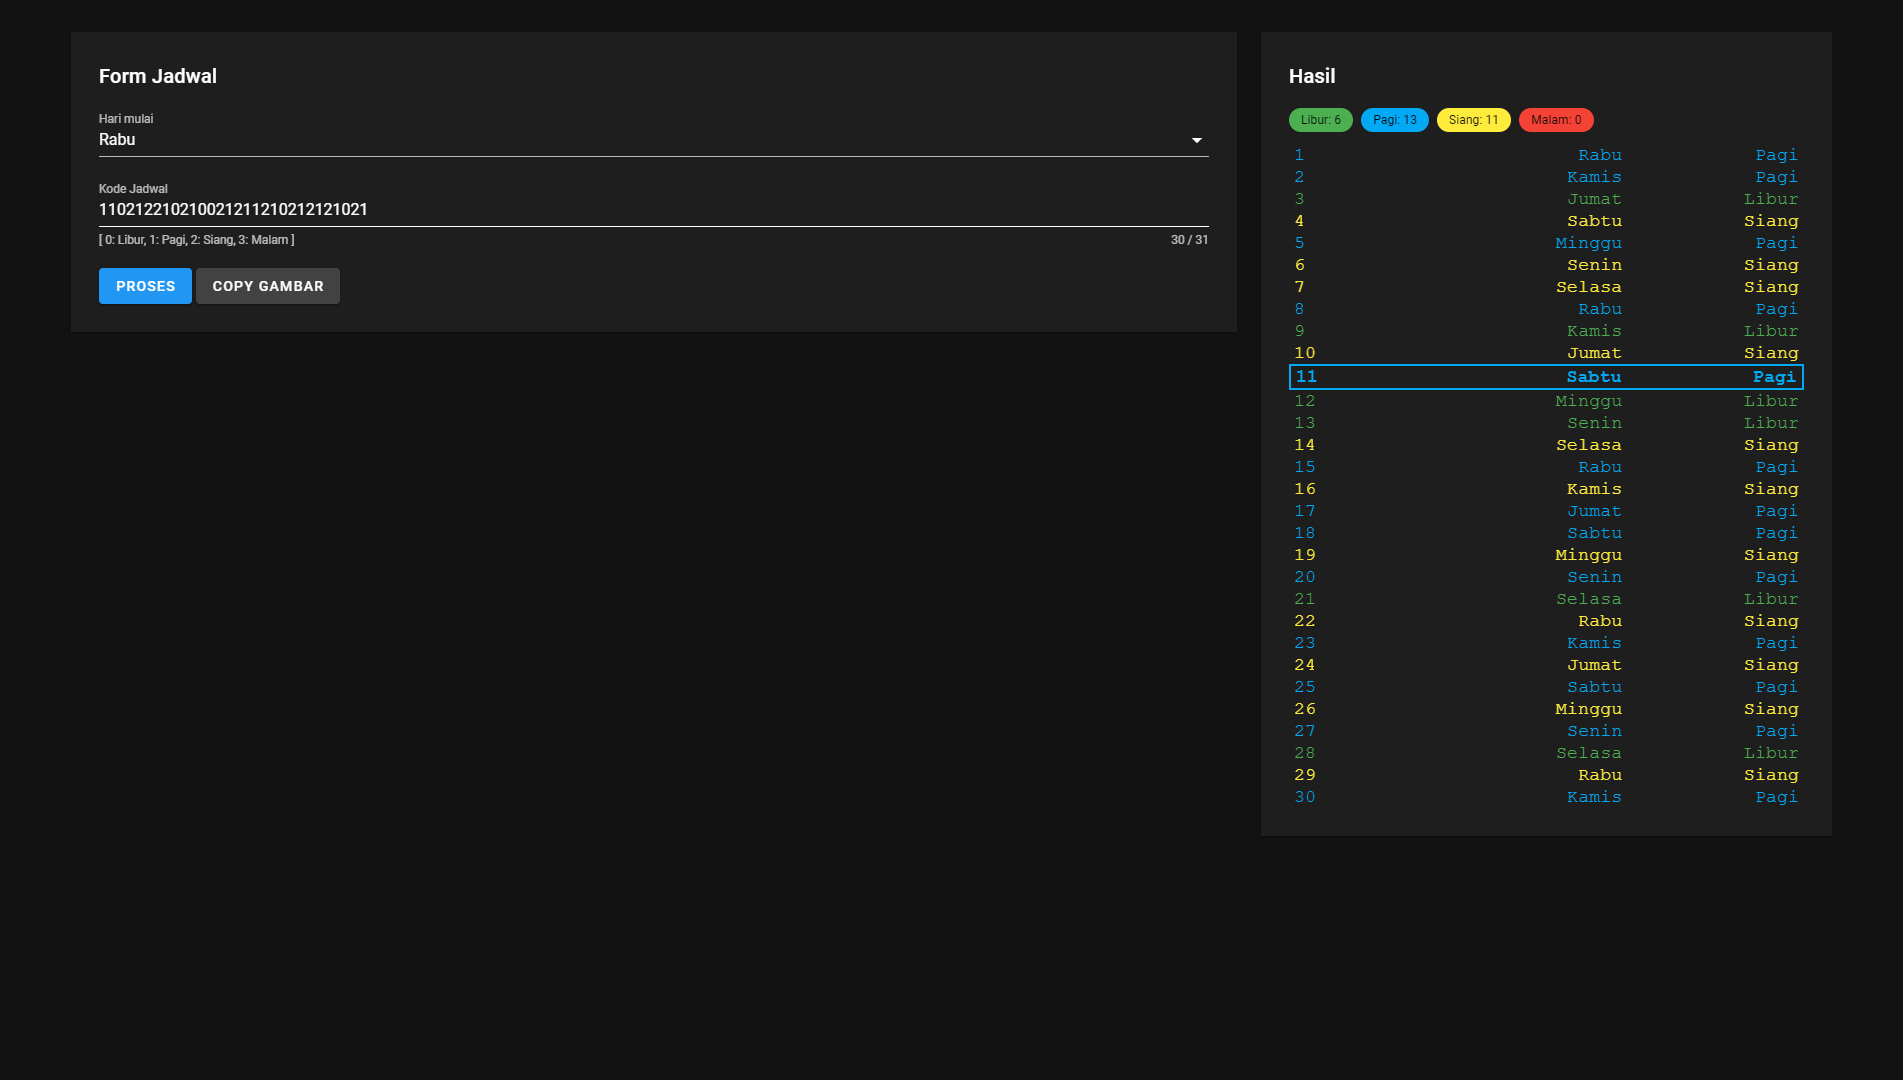 Form Jadwal
Hari mulai
Rabu
Kode Jadwal
110212210210021211210212121021
[ 0: Libur, 1: Pagi, 2: Siang, 3: Malam ] 30 / 31
PROSES COPY GAMBAR
Hasil
Libur: 6 Pagi: 13 Siang: 11 Malam: 0
1 Rabu Pagi
2 Kamis Pagi
3 Jumat Libur
4 Sabtu Siang
5 Minggu Pagi
6 Senin Siang
7 Selasa Siang
8 Rabu Pagi
9 Kamis Libur
10 Jumat Siang
11 Sabtu Pagi
12 Minggu Libur
13 Senin Libur
14 Selasa Siang
15 Rabu Pagi
16 Kamis Siang
17 Jumat Pagi
18 Sabtu Pagi
19 Minggu Siang
20 Senin Pagi
21 Selasa Libur
22 Rabu Siang
23 Kamis Pagi
24 Jumat Siang
25 Sabtu Pagi
26 Minggu Siang
27 Senin Pagi
28 Selasa Libur
29 Rabu Siang
30 Kamis Pagi